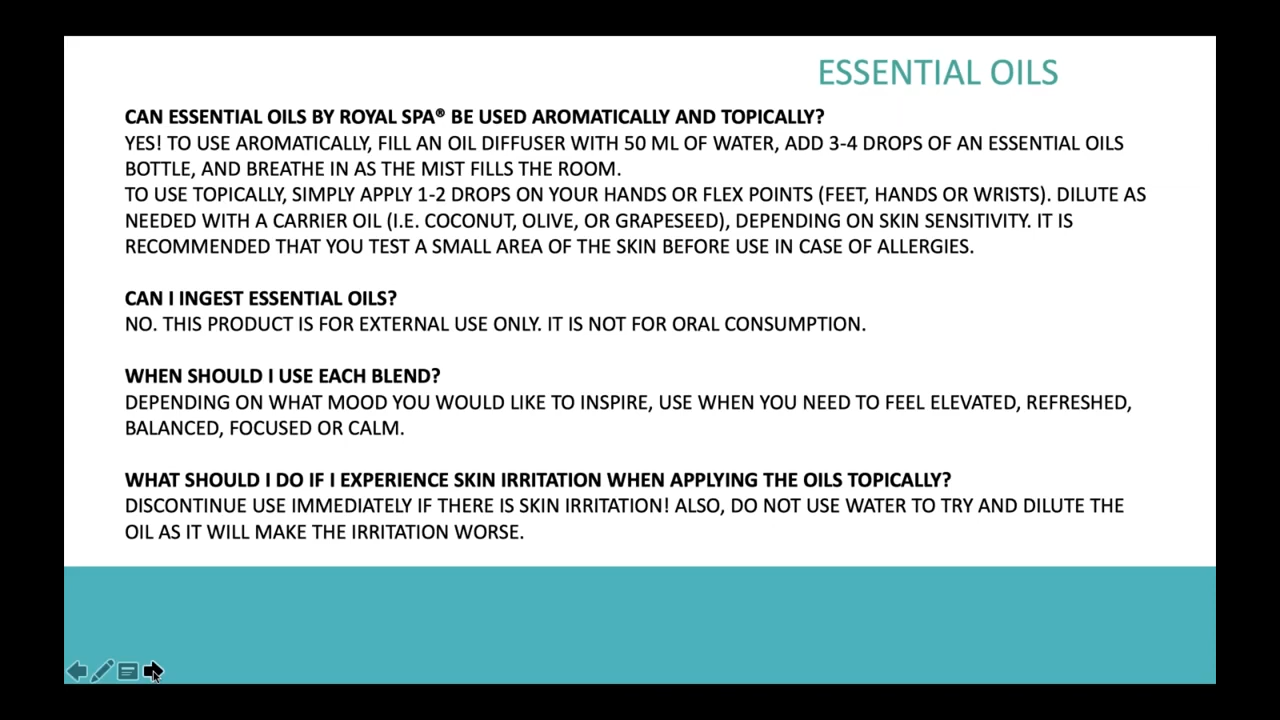 ESSENTIAL OILS
CAN ESSENTIAL OILS BY ROYAL SPA® BE USED AROMATICALLY AND TOPICALLY?
YES! TO USE AROMATICALLY, FILL AN OIL DIFFUSER WITH 50 ML OF WATER, ADD 3-4 DROPS OF AN ESSENTIAL OILS
BOTTLE, AND BREATHE IN AS THE MIST FILLS THE ROOM.
TO USE TOPICALLY, SIMPLY APPLY 1-2 DROPS ON YOUR HANDS OR FLEX POINTS (FEET, HANDS OR WRISTS). DILUTE AS
NEEDED WITH A CARRIER OIL (I.E. COCONUT, OLIVE, OR GRAPESEED), DEPENDING ON SKIN SENSITIVITY. IT IS
RECOMMENDED THAT YOU TEST A SMALL AREA OF THE SKIN BEFORE USE IN CASE OF ALLERGIES.
CAN I INGEST ESSENTIAL OILS?
NO. THIS PRODUCT IS FOR EXTERNAL USE ONLY. IT IS NOT FOR ORAL CONSUMPTION.
WHEN SHOULD I USE EACH BLEND?
DEPENDING ON WHAT MOOD YOU WOULD LIKE TO INSPIRE, USE WHEN YOU NEED TO FEEL ELEVATED, REFRESHED,
BALANCED, FOCUSED OR CALM.
WHAT SHOULD I DO IF I EXPERIENCE SKIN IRRITATION WHEN APPLYING THE OILS TOPICALLY?
DISCONTINUE USE IMMEDIATELY IF THERE IS SKIN IRRITATION! ALSO, DO NOT USE WATER TO TRY AND DILUTE THE
OIL AS IT WILL MAKE THE IRRITATION WORSE.